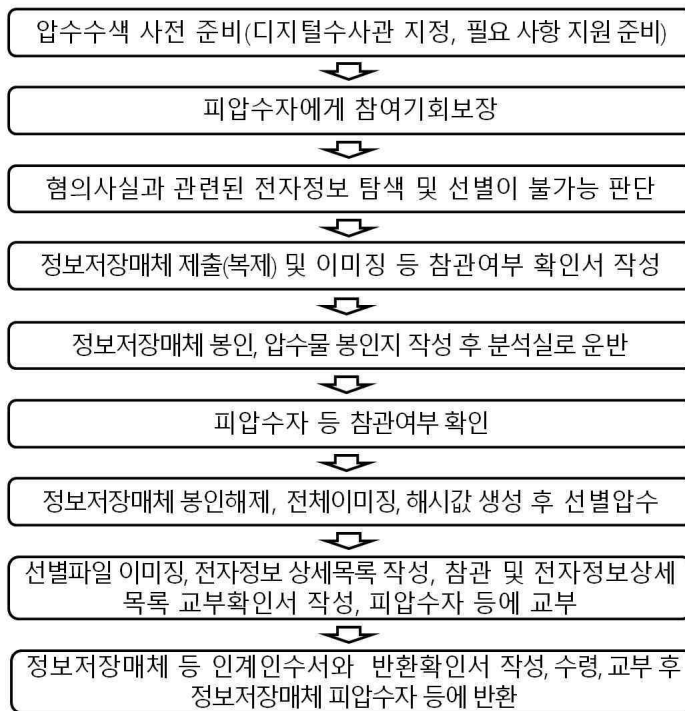 압수수색 사전 준비(디지털수사관 지정, 필요 사항 지원 준비)
피압수자에게 참여기회보장
혐의사실과 관련된 전자정보 탐색 및 선별이 불가능 판단
정보저장매체 제출(복제) 및 이미징 등 참관여부 확인서 작성
정보저장매체 봉인, 압수물 봉인지 작성 후 분석실로 운반
피압수자 등 참관여부 확인
정보저장매체 봉인해제, 전체이미징, 해시값 생성 후 선별압수
선별파일 이미징, 전자정보 상세목록 작성, 참관 및 전자정보상세
목록 교부확인서 작성, 피압수자 등에 교부
정보저장매체 등 인계인수서와 반환확인서 작성, 수령, 교부 후
정보저장매체 피압수자 등에 반환